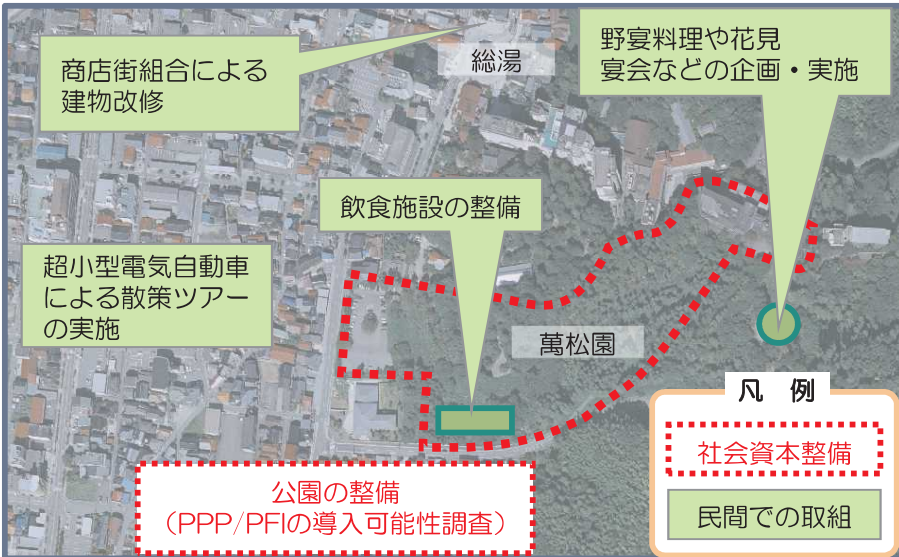 商店街組合による
建物改修
総湯
野宴料理や花見
宴会などの企画・実施
飲食施設の整備
超小型電気自動車
による散策ツアー
の実施
萬松園
公園の整備
（PPP/PFIの導入可能性調査）
凡　例
社会資本整備
民間での取組